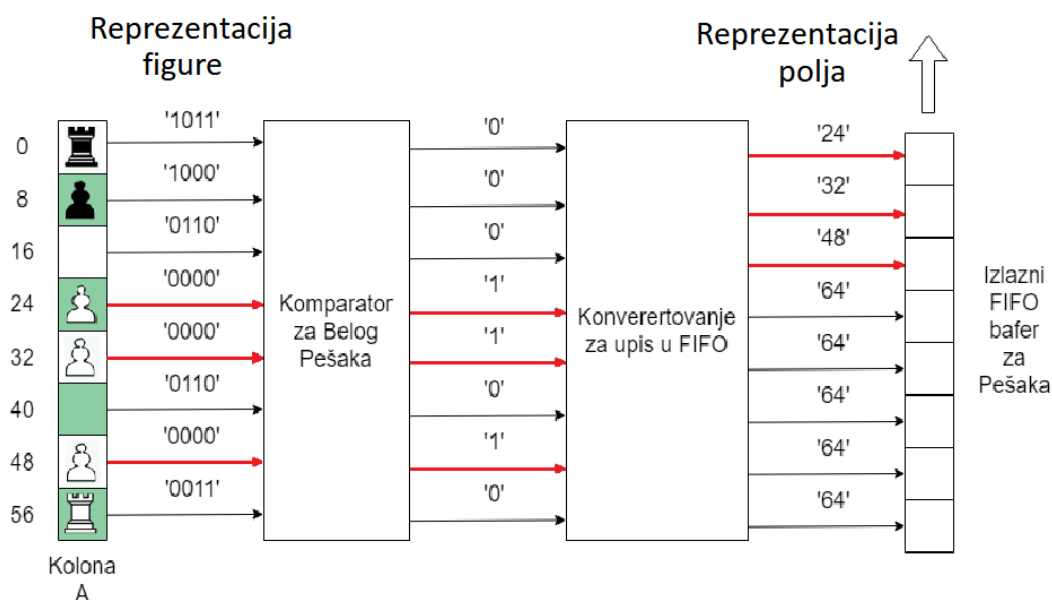 Reprezentacija
figure
Reprezentacija
polja
0
8
16
24
32
40
48
56
Kolona
A
'1011'
'1000'
'0110'
'0000'
'0000'
'0110'
'0000'
'0011'
Komparator
za Belog
Pešaka
'0'
'0'
'0'
'1'
'1'
'0'
'1'
'0'
Konverertovanje
za upis u FIFO
'24'
'32'
'48'
'64'
'64'
'64'
'64'
'64'
Izlazni
FIFO
bafer
za
Pešaka